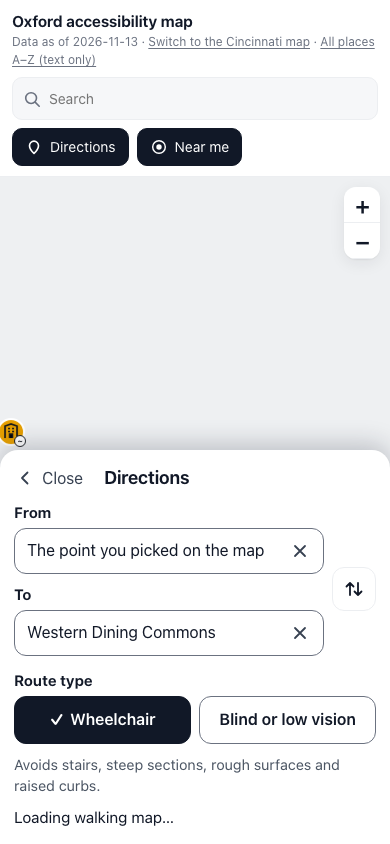 Oxford accessibility map
Data as of 2026-11-13 · Switch to the Cincinnati map · All places
A–Z (text only)
Search
Directions
Near me
+
−
Close
Directions
From
The point you picked on the map
To
Western Dining Commons
Route type
Wheelchair
Blind or low vision
Avoids stairs, steep sections, rough surfaces and
raised curbs.
Loading walking map...